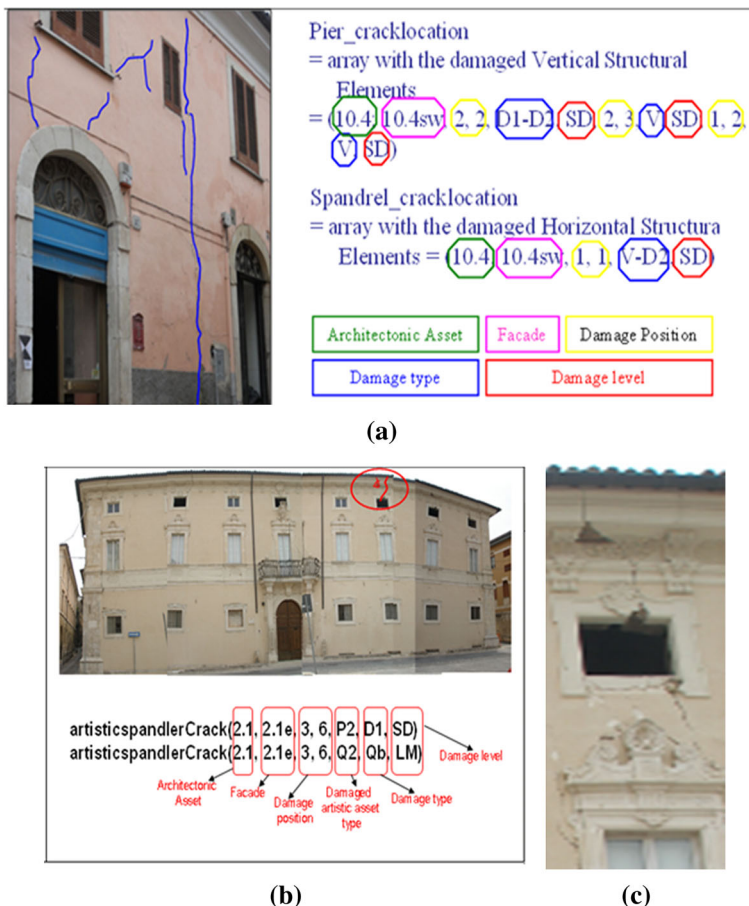 Pier_cracklocation
= array with the damaged Vertical Structural
Elements
= (10.4, 10.4sw, 2, 2, D1-D2, SD, 2, 3, V, SD, 1, 2,
V, SD)
Spandrel_cracklocation
= array with the damaged Horizontal Structura
Elements = (10.4, 10.4sw, 1, 1, V-D2, SD)
Architectonic Asset
Facade
Damage Position
Damage type
Damage level
(a)
4
artisticspandlerCrack(2.1, 2.1e, 3, 6, P2, D1, SD)
artisticspandlerCrack(2.1, 2.1e, 3, 6, Q2, Qb, LM)
Damage level
Architectonic
Asset
Facade
Damage
position
Damaged
artistic asset
type
Damage type
(b)
(c)